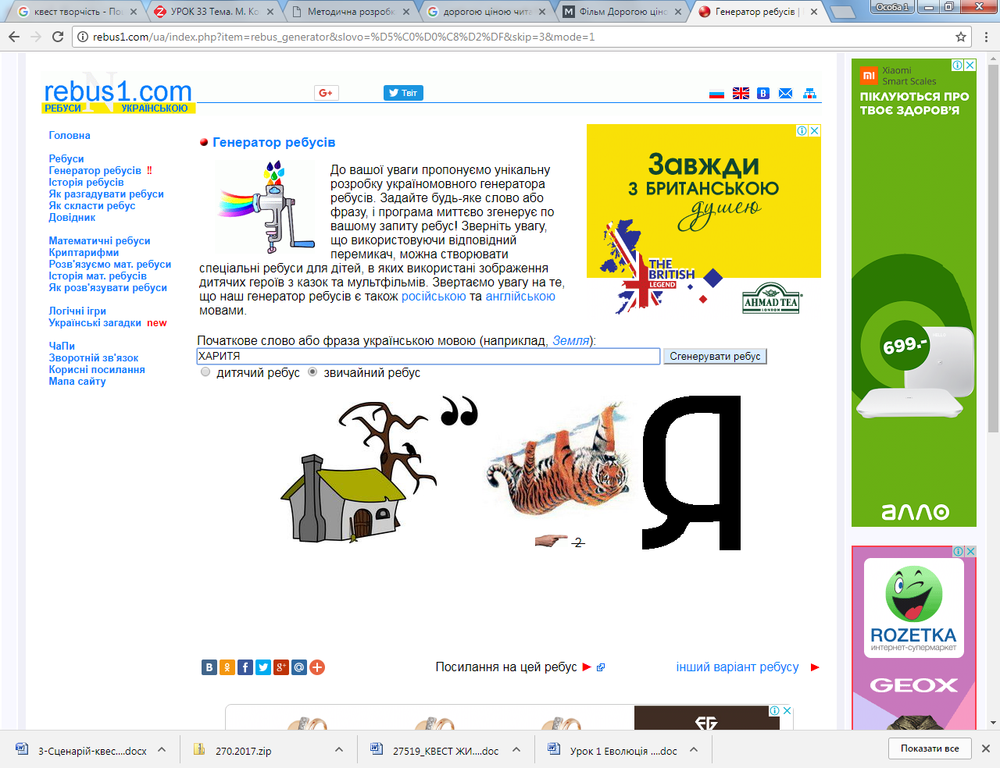 квест творчість - По
УРОК 33 Тема. М. Ко
Методична розроб
дорогою ціною чит
Фільм Дорогою ціно
Генератор ребусів |
Особа 1
rebus1.com/ua/index.php?item=rebus_generator&slovo=%D5%C0%D0%C8%D2%DF&skip=3&mode=1
rebus1.com
РЕБУСИ УКРАЇНСЬКОЮ
G+
Твіт
Головна
Ребуси
Генератор ребусів !!
Історія ребусів
Як разгадувати ребуси
Як скласти ребус
Довідник
Математичні ребуси
Криптарифми
Розв'язуємо мат. ребуси
Історія мат. ребусів
Як розв'язувати ребуси
Логічні ігри
Українські загадки new
ЧаПи
Зворотній зв'язок
Корисні посилання
Мапа сайту
Генератор ребусів
До вашої уваги пропонуємо унікальну
розробку україномовного генератора
ребусів. Задайте будь-яке слово або
фразу, і програма миттєво згенерує по
вашому запиту ребус! Зверніть увагу,
що використовуючи відповідний
перемикач, можна створювати
спеціальні ребуси для дітей, в яких використані зображення
дитячих героїв з казок та мультфільмів. Звертаємо увагу на те,
що наш генератор ребусів є також російською та англійською
мовами.
Завжди
З БРИТАНСЬКОЮ
душею
THE
BRITISH
LEGEND
AHMAD TEA
LONDON
Початкове слово або фраза українською мовою (наприклад, Земля):
ХАРИТЯ
Сгенерувати ребус
дитячий ребус звичайний ребус
,,
Я
2
Посилання на цей ребус
інший варіант ребусу
Xiaomi
Smart Scales
ПІКЛУЮТЬСЯ ПРО
ТВОЄ ЗДОРОВ'Я
699.-
алло
ROZETKA
интернет-супермаркет
GEOX
3-Сценарій-квес....docx
270.2017.zip
27519_КВЕСТ ЖИ....doc
Урок 1 Еволюція ....doc
Показати все